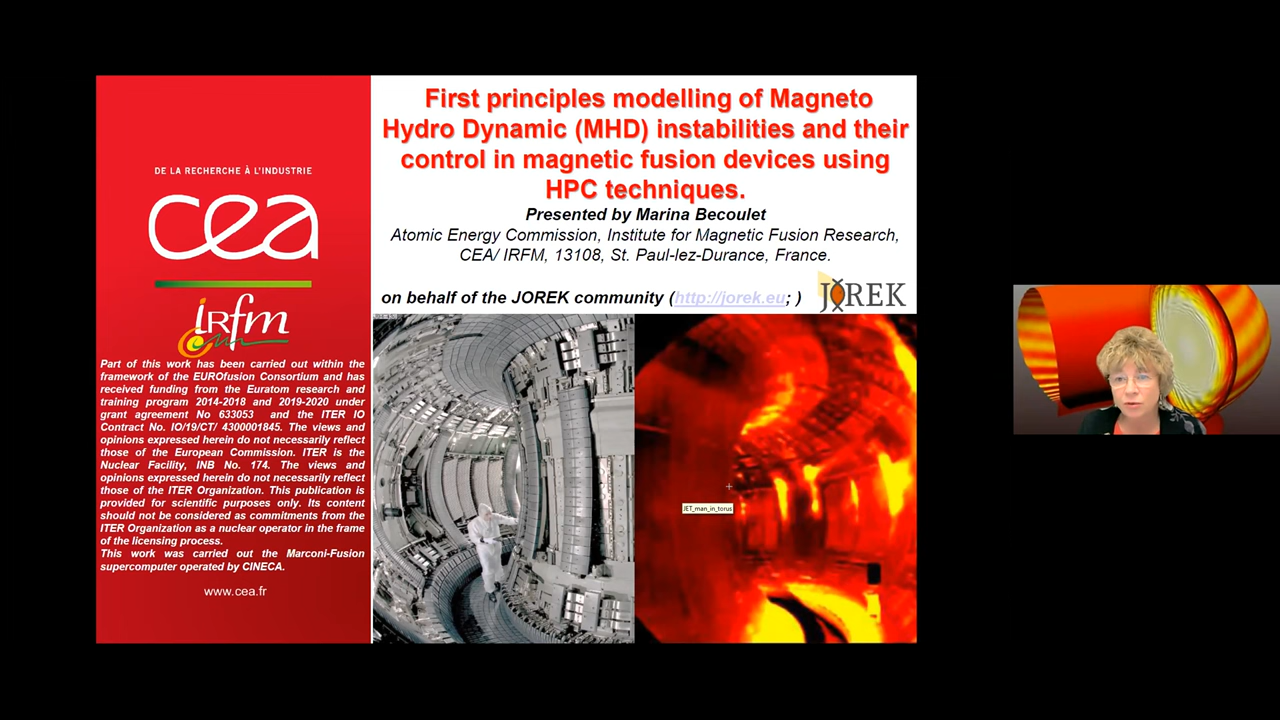 DE LA RECHERCHE À L'INDUSTRIE
cea
irfm
Part of this work has been carried out within the
framework of the EUROfusion Consortium and has
received funding from the Euratom research and
training program 2014-2018 and 2019-2020 under
grant agreement No 633053 and the ITER IO
Contract No. IO/19/CT/ 4300001845. The views and
opinions expressed herein do not necessarily reflect
those of the European Commission. ITER is the
Nuclear Facility, INB No. 174. The views and
opinions expressed herein do not necessarily reflect
those of the ITER Organization. This publication is
provided for scientific purposes only. Its content
should not be considered as commitments from the
ITER Organization as a nuclear operator in the frame
of the licensing process.
This work was carried out the Marconi-Fusion
supercomputer operated by CINECA.
www.cea.fr
First principles modelling of Magneto
Hydro Dynamic (MHD) instabilities and their
control in magnetic fusion devices using
HPC techniques.
Presented by Marina Becoulet
Atomic Energy Commission, Institute for Magnetic Fusion Research,
CEA/ IRFM, 13108, St. Paul-lez-Durance, France.
on behalf of the JOREK community (http://jorek.eu; )
JOREK
JET_man_in_torus